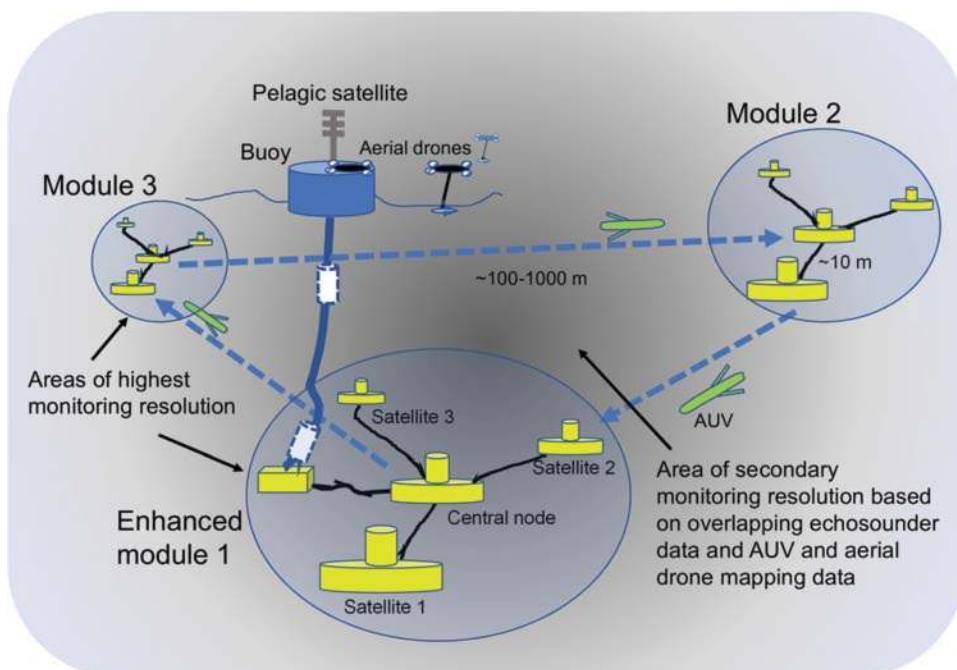 Pelagic satellite
Module 2
Buoy
Aerial drones
Module 3
~10 m
~100-1000 m
Areas of highest
monitoring resolution
Satellite 3
AUV
Satellite 2
Area of secondary
monitoring resolution based
on overlapping echosounder
data and AUV and aerial
drone mapping data
Enhanced
module 1
Central node
Satellite 1